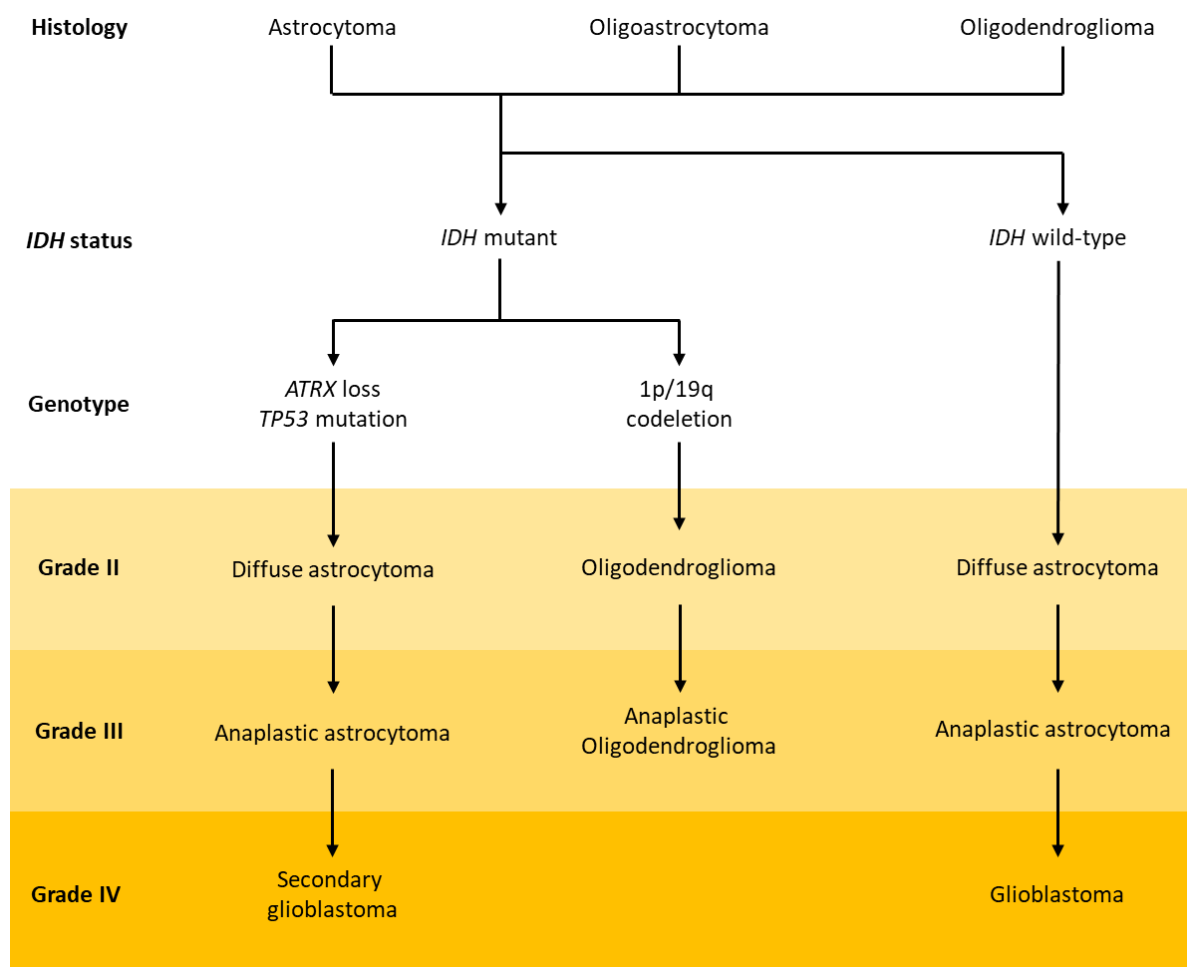 Histology Astrocytoma Oligoastrocytoma Oligodendroglioma
IDH status IDH mutant IDH wild-type
Genotype
ATRX loss
TP53 mutation
1p/19q
codeletion
Grade II Diffuse astrocytoma Oligodendroglioma Diffuse astrocytoma
Grade III Anaplastic astrocytoma
Anaplastic
Oligodendroglioma
Anaplastic astrocytoma
Grade IV
Secondary
glioblastoma
Glioblastoma